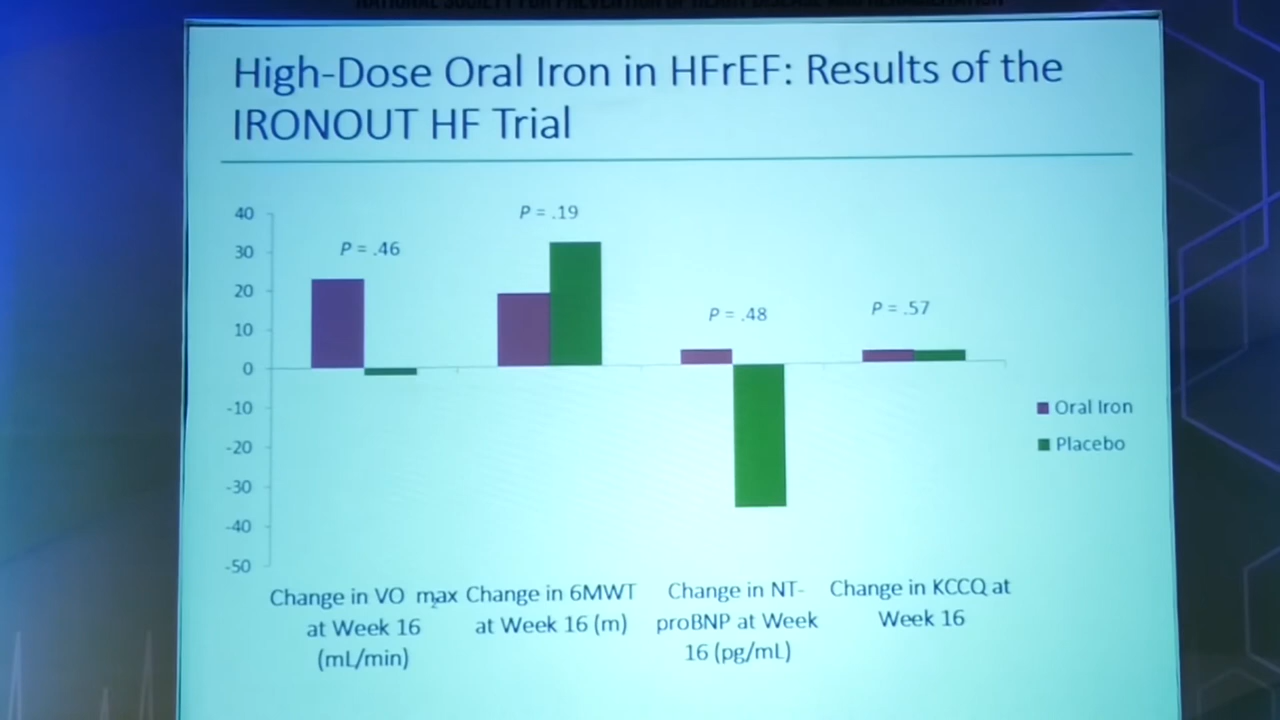 High-Dose Oral Iron in HFrEF: Results of the
IRONOUT HF Trial
40
30
20
10
0
-10
-20
-30
-40
-50
P = .46
P = .19
P = .48
P = .57
Oral Iron
Placebo
Change in VO2 max
at Week 16
(mL/min)
Change in 6MWT
at Week 16 (m)
Change in NT-
proBNP at Week
16 (pg/mL)
Change in KCCQ at
Week 16